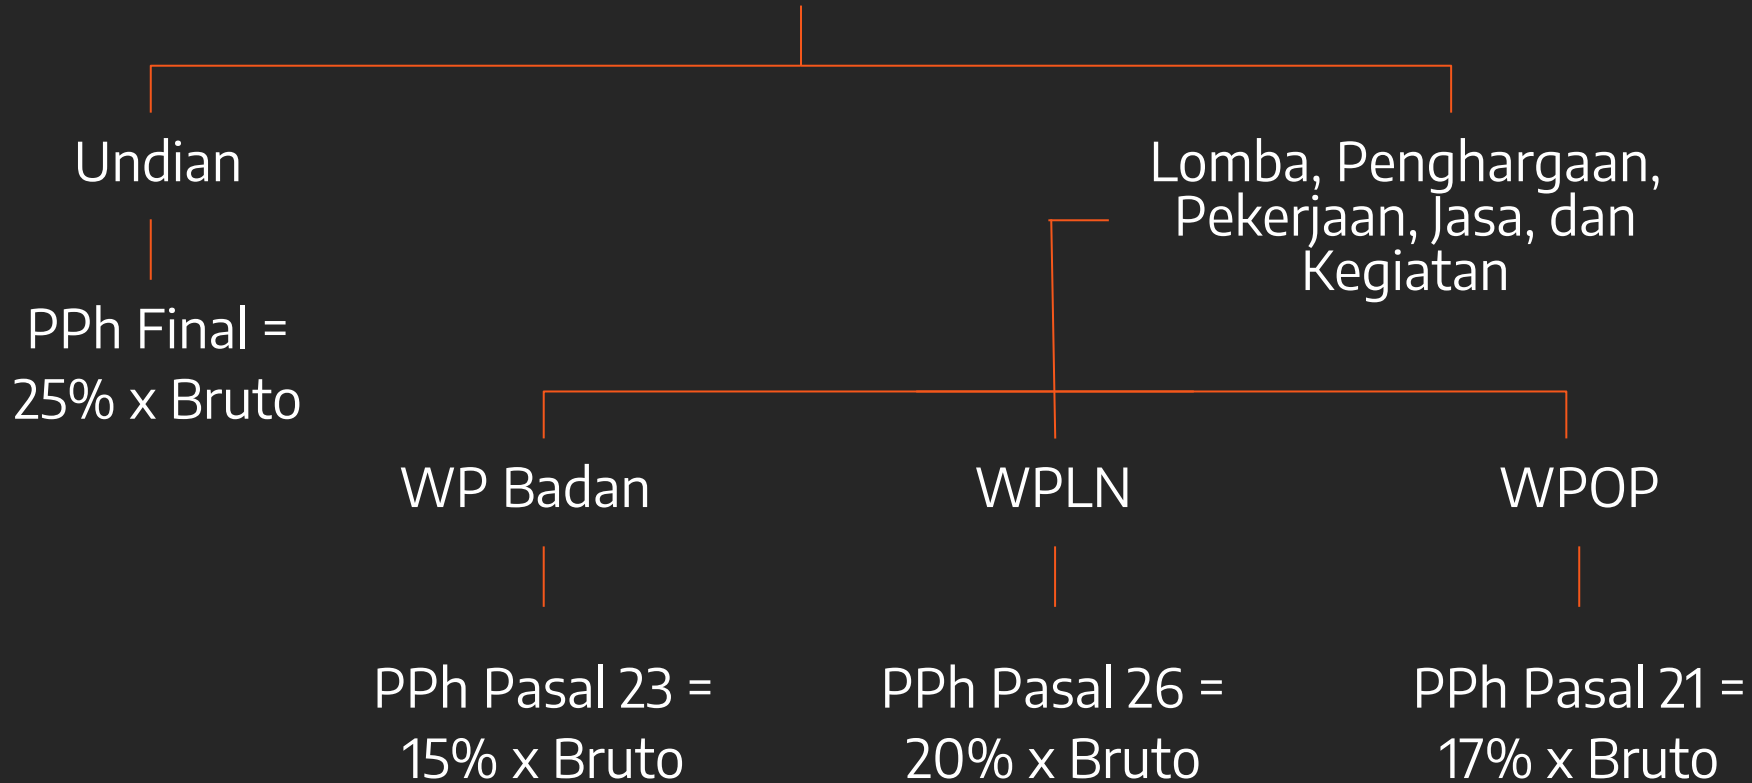 Undian
PPh Final =
25% x Bruto
Lomba, Penghargaan,
Pekerjaan, Jasa, dan
Kegiatan
WP Badan
WPLN
WPOP
PPh Pasal 23 =
15% x Bruto
PPh Pasal 26 =
20% x Bruto
PPh Pasal 21 =
17% x Bruto